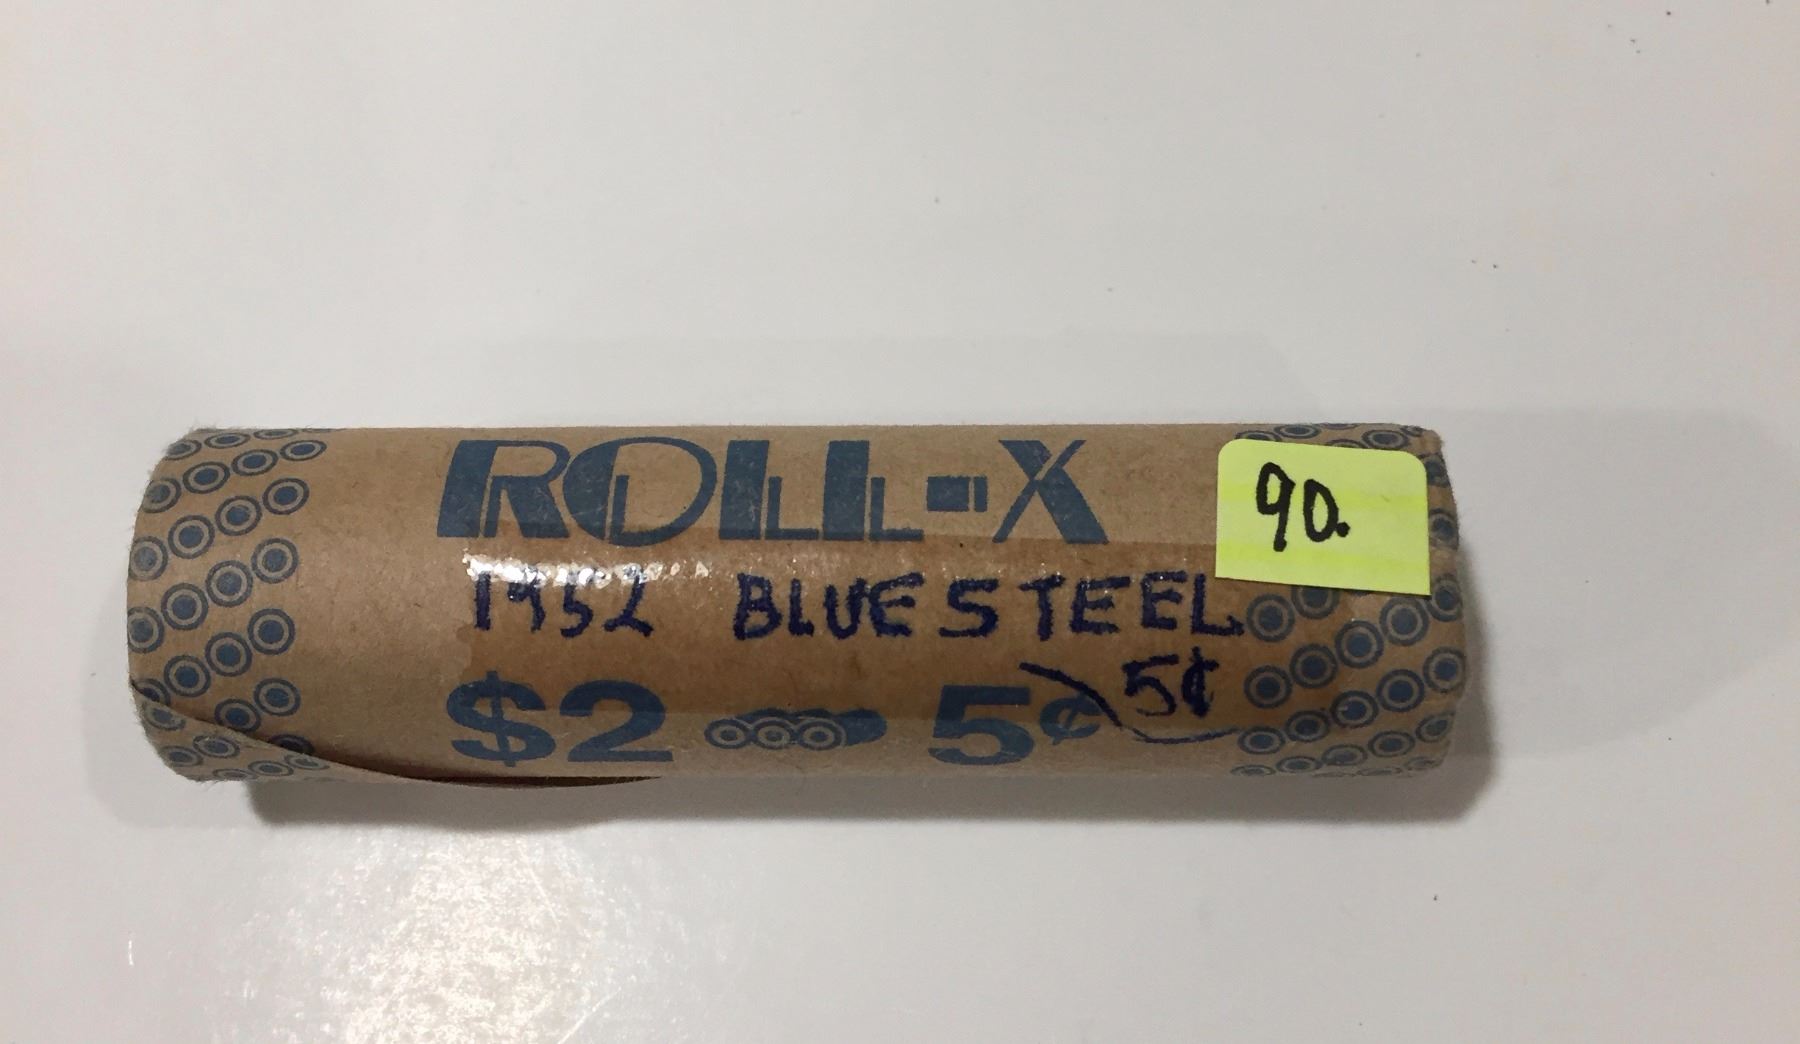 ROLL-X
90.
1952 BLUE STEEL
5¢
$2 5¢